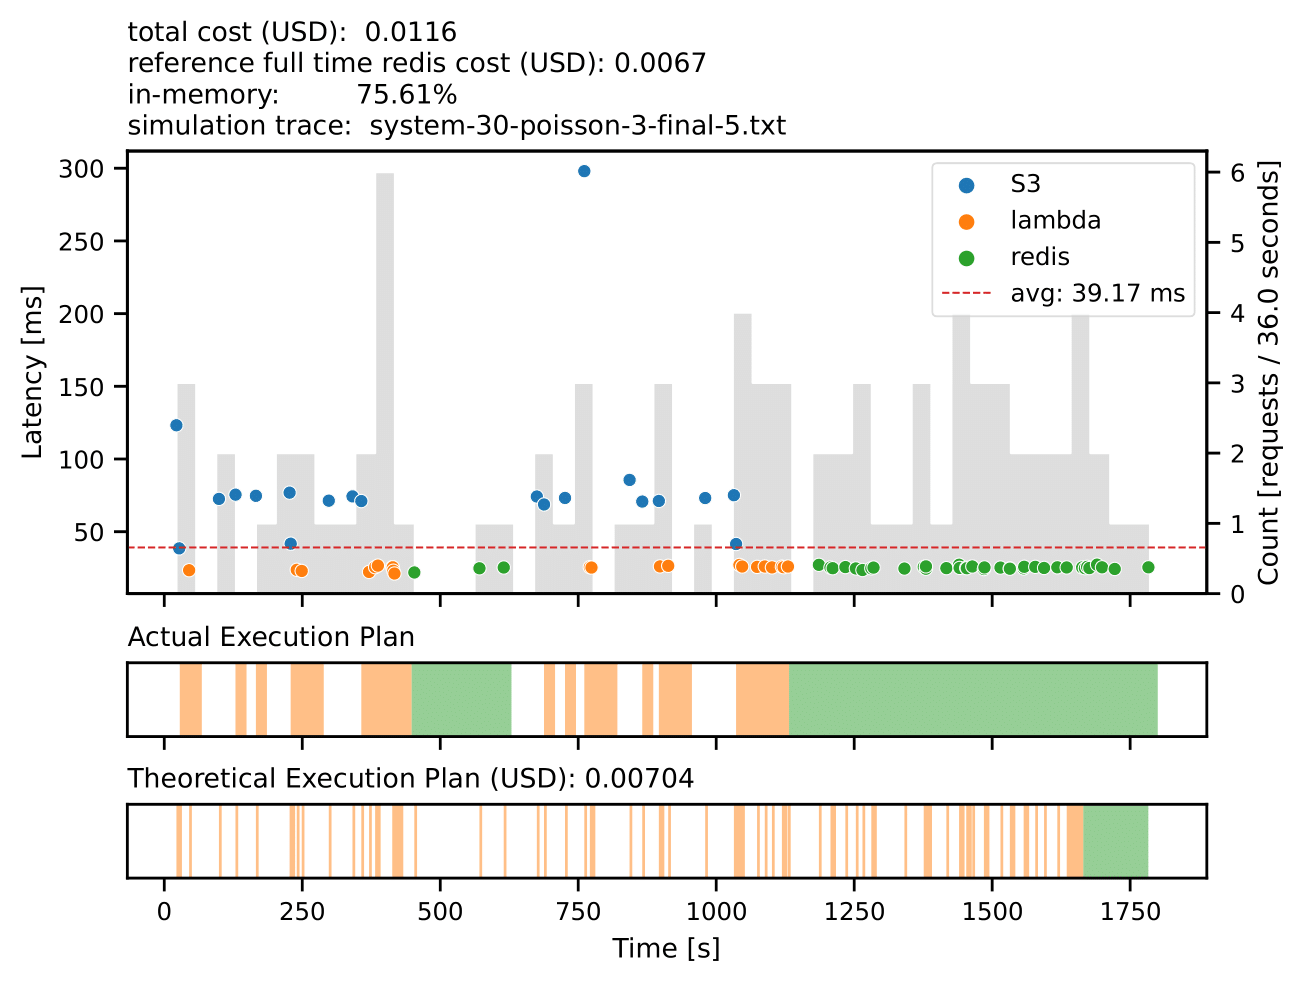 total cost (USD):  0.0116
reference full time redis cost (USD): 0.0067
in-memory:          75.61%
simulation trace:  system-30-poisson-3-final-5.txt
300
250
200
150
100
50
Latency [ms]
S3
lambda
redis
avg: 39.17 ms
6
5
4
3
2
1
0
Count [requests / 36.0 seconds]
Actual Execution Plan
Theoretical Execution Plan (USD): 0.00704
0 250 500 750 1000 1250 1500 1750
Time [s]